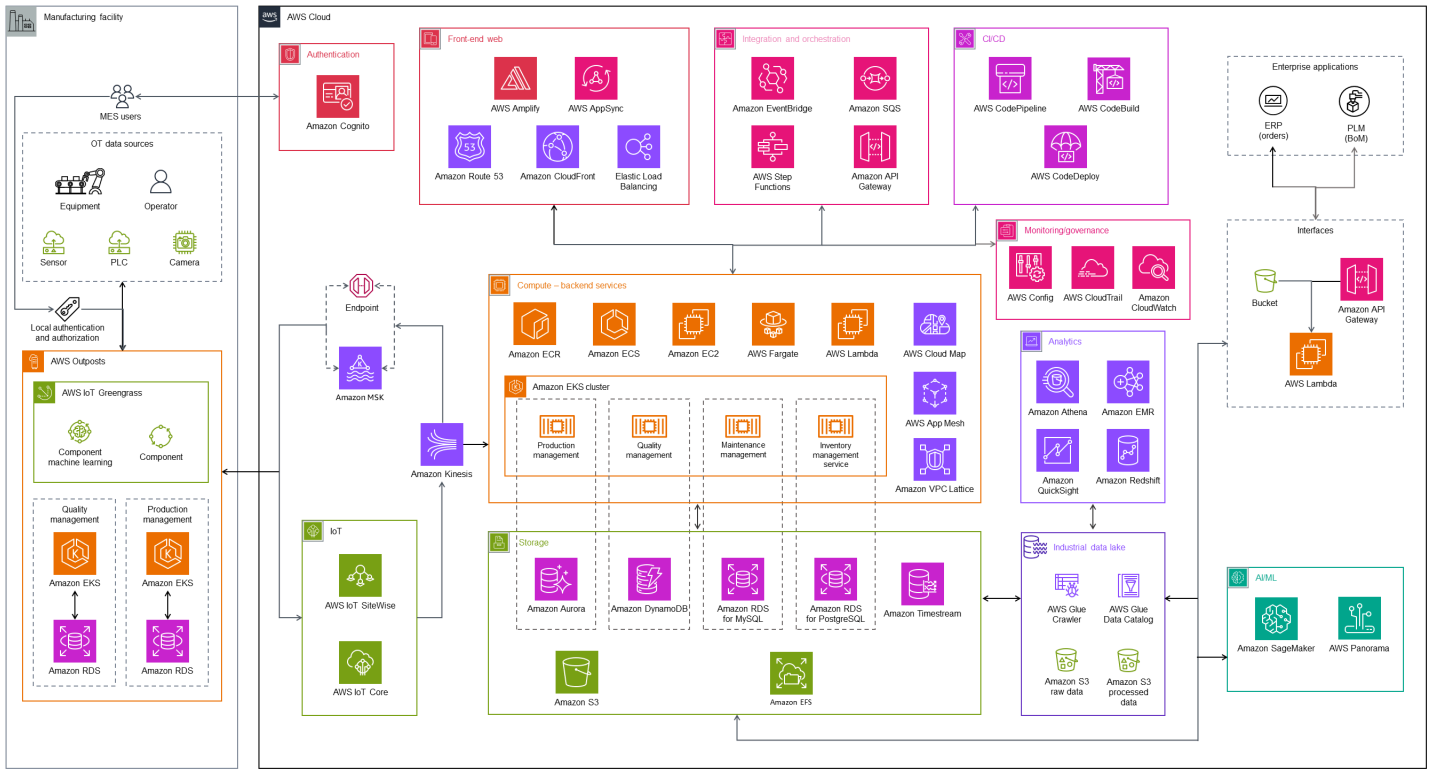 Manufacturing facility
MES users
OT data sources
Equipment
Operator
Sensor
PLC
Camera
Local authentication
and authorization
AWS Outposts
AWS IoT Greengrass
Component
machine learning
Component
Quality
management
Amazon EKS
Amazon RDS
Production
management
Amazon EKS
Amazon RDS
aws
AWS Cloud
Authentication
Amazon Cognito
Front-end web
AWS Amplify
AWS AppSync
53
Amazon Route 53
Amazon CloudFront
Elastic Load
Balancing
Integration and orchestration
Amazon EventBridge
Amazon SQS
AWS Step
Functions
Amazon API
Gateway
CI/CD
AWS CodePipeline
AWS CodeBuild
AWS CodeDeploy
Monitoring/governance
AWS Config
AWS CloudTrail
Amazon
CloudWatch
Enterprise applications
ERP
(orders)
PLM
(BoM)
Interfaces
Bucket
Amazon API
Gateway
AWS Lambda
Endpoint
Amazon MSK
Amazon Kinesis
IoT
AWS IoT SiteWise
AWS IoT Core
Compute – backend services
Amazon ECR
Amazon ECS
Amazon EC2
AWS Fargate
AWS Lambda
AWS Cloud Map
AWS App Mesh
Amazon VPC Lattice
Amazon EKS cluster
Production
management
Quality
management
Maintenance
management
Inventory
management
service
Storage
Amazon Aurora
Amazon DynamoDB
Amazon RDS
for MySQL
Amazon RDS
for PostgreSQL
Amazon Timestream
Amazon S3
Amazon EFS
Analytics
Amazon Athena
Amazon EMR
Amazon
QuickSight
Amazon Redshift
Industrial data lake
AWS Glue
Crawler
AWS Glue
Data Catalog
Amazon S3
raw data
Amazon S3
processed
data
AI/ML
Amazon SageMaker
AWS Panorama